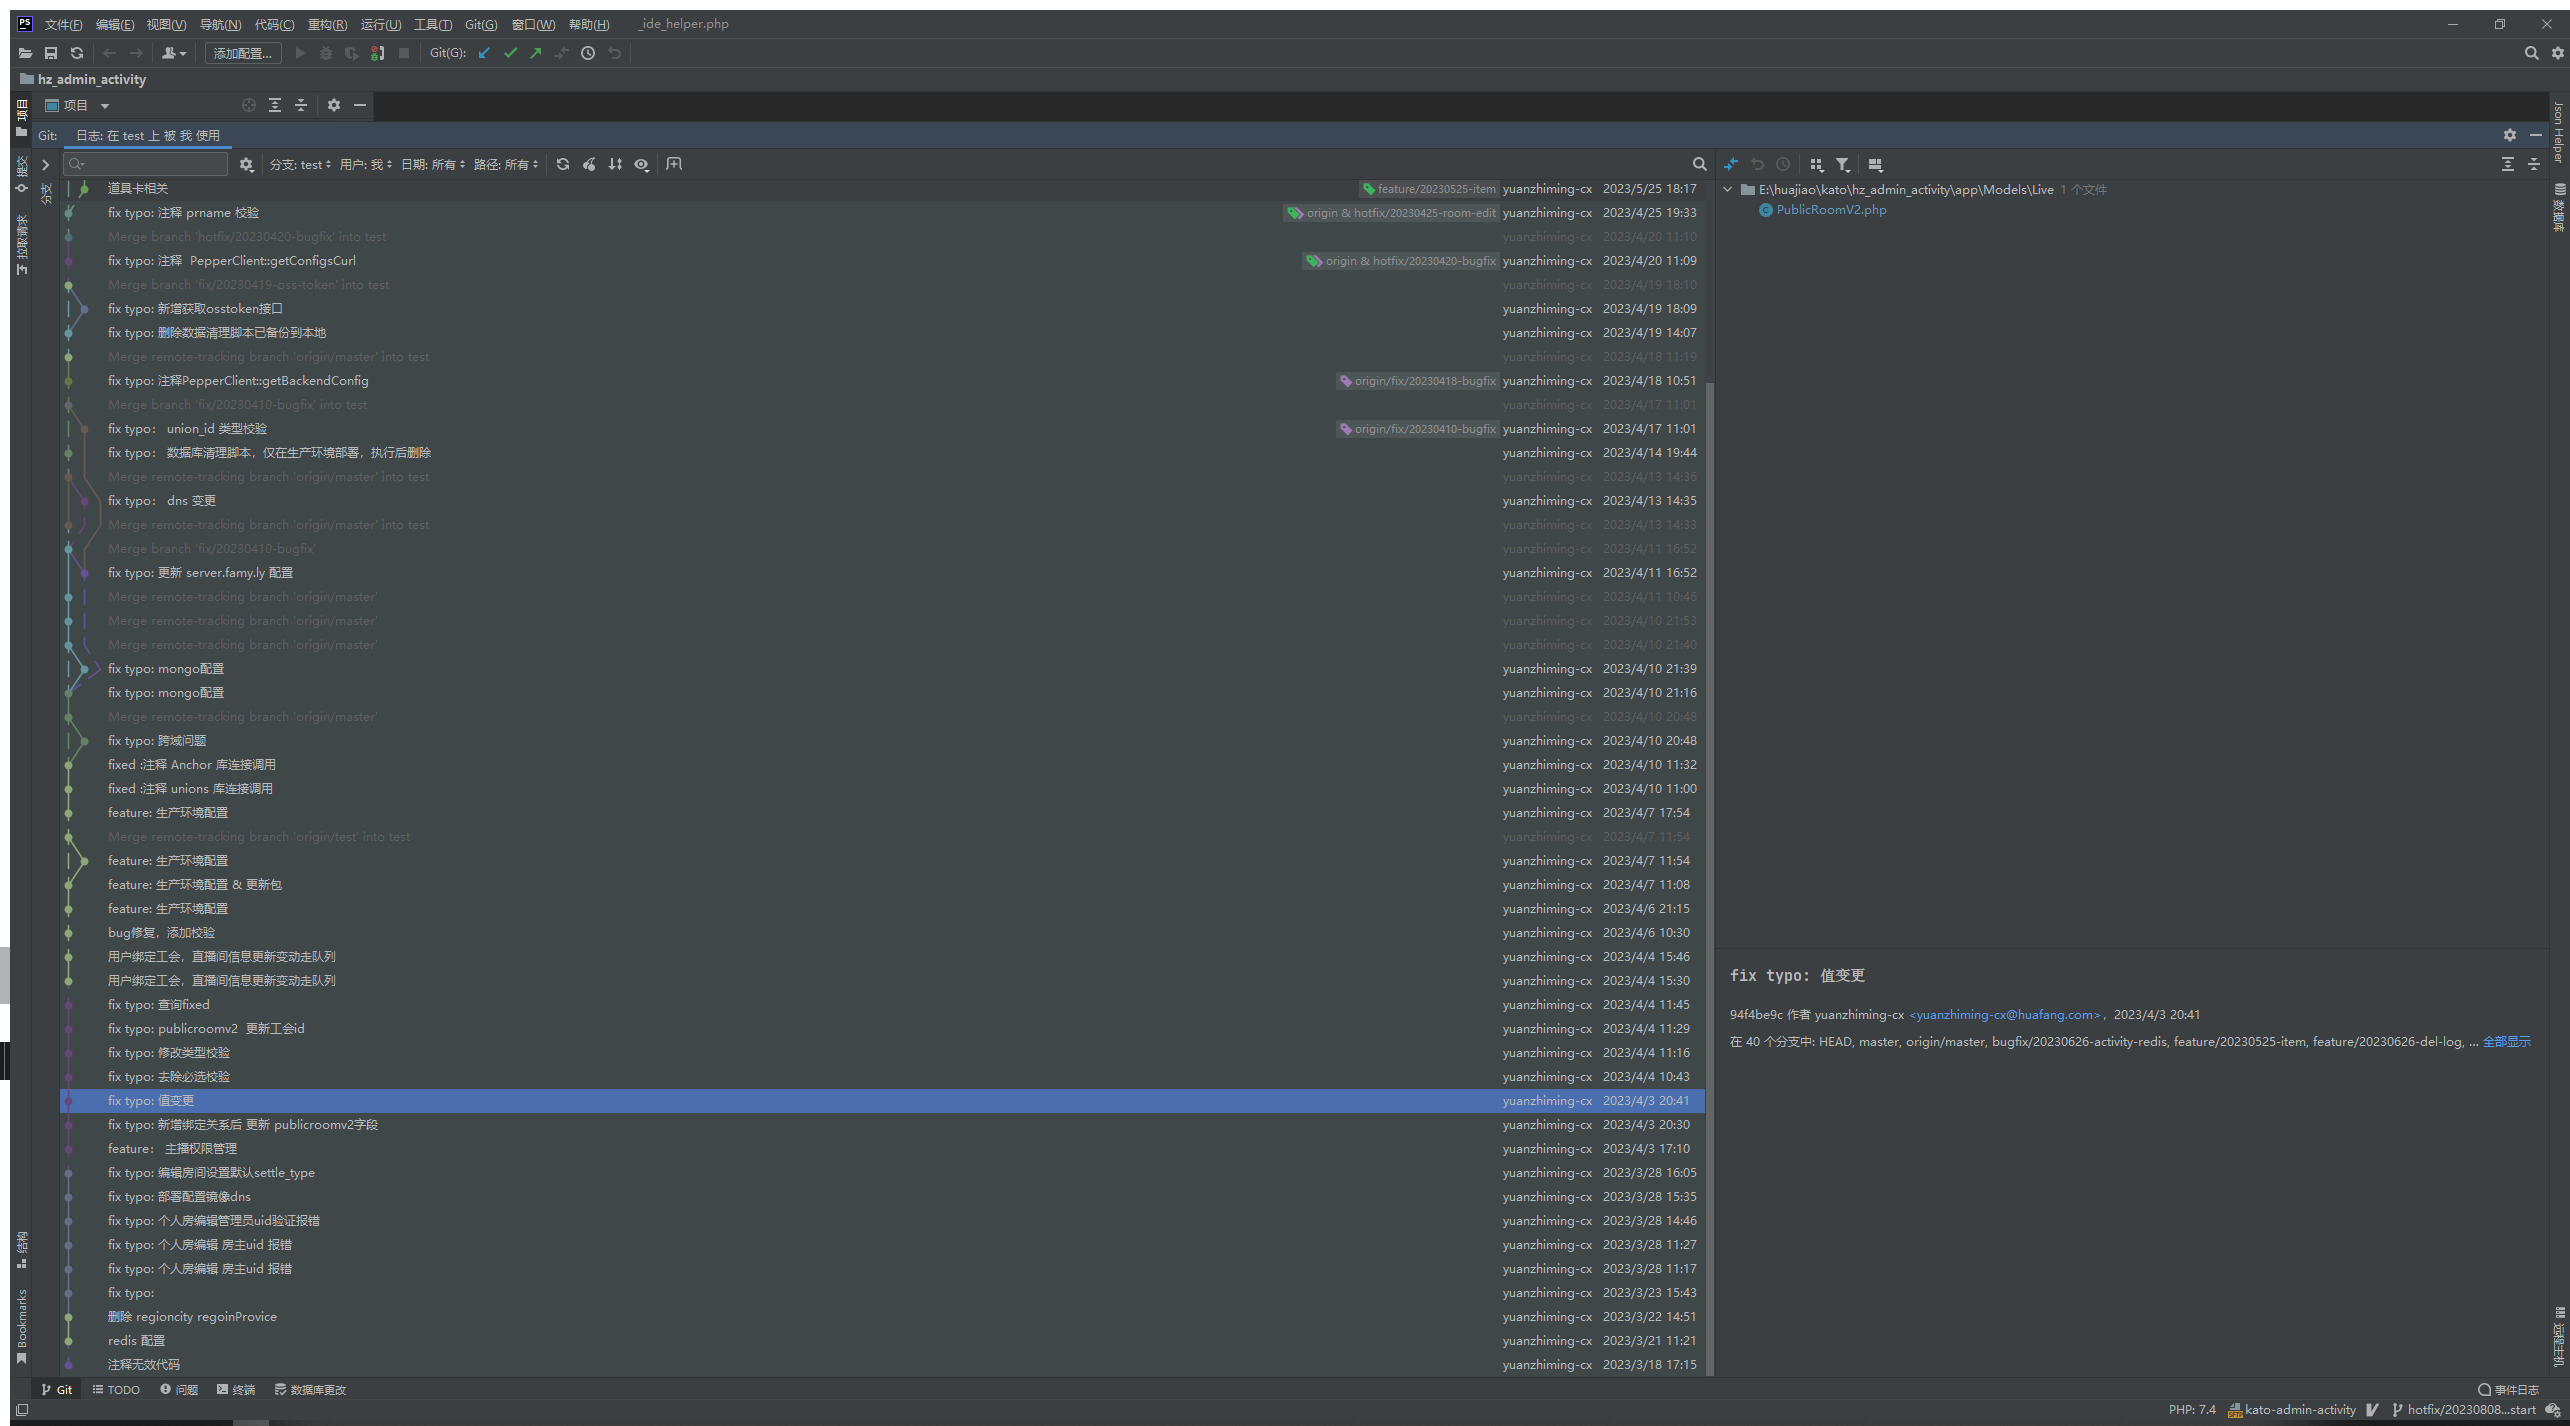 PS 文件(F) 编辑(E) 视图(V) 导航(N) 代码(C) 重构(R) 运行(U) 工具(T) Git(G) 窗口(W) 帮助(H) _ide_helper.php
添加配置... Git(G):
hz_admin_activity
项目
Git: 日志: 在 test 上 被 我 使用
分支: test 用户: 我 日期: 所有 路径: 所有
道具卡相关 feature/20230525-item yuanzhiming-cx 2023/5/25 18:17
fix typo: 注释 prname 校验 origin & hotfix/20230425-room-edit yuanzhiming-cx 2023/4/25 19:33
Merge branch 'hotfix/20230420-bugfix' into test yuanzhiming-cx 2023/4/20 11:10
fix typo: 注释 PepperClient::getConfigsCurl origin & hotfix/20230420-bugfix yuanzhiming-cx 2023/4/20 11:09
Merge branch 'fix/20230419-oss-token' into test yuanzhiming-cx 2023/4/19 18:10
fix typo: 新增获取osstoken接口 yuanzhiming-cx 2023/4/19 18:09
fix typo: 删除数据清理脚本已备份到本地 yuanzhiming-cx 2023/4/19 14:07
Merge remote-tracking branch 'origin/master' into test yuanzhiming-cx 2023/4/18 11:19
fix typo: 注释PepperClient::getBackendConfig origin/fix/20230418-bugfix yuanzhiming-cx 2023/4/18 10:51
Merge branch 'fix/20230410-bugfix' into test yuanzhiming-cx 2023/4/17 11:01
fix typo： union_id 类型校验 origin/fix/20230410-bugfix yuanzhiming-cx 2023/4/17 11:01
fix typo： 数据库清理脚本，仅在生产环境部署，执行后删除 yuanzhiming-cx 2023/4/14 19:44
Merge remote-tracking branch 'origin/master' into test yuanzhiming-cx 2023/4/13 14:36
fix typo： dns 变更 yuanzhiming-cx 2023/4/13 14:35
Merge remote-tracking branch 'origin/master' into test yuanzhiming-cx 2023/4/13 14:33
Merge branch 'fix/20230410-bugfix' yuanzhiming-cx 2023/4/11 16:52
fix typo: 更新 server.famy.ly 配置 yuanzhiming-cx 2023/4/11 16:52
Merge remote-tracking branch 'origin/master' yuanzhiming-cx 2023/4/11 10:46
Merge remote-tracking branch 'origin/master' yuanzhiming-cx 2023/4/10 21:53
Merge remote-tracking branch 'origin/master' yuanzhiming-cx 2023/4/10 21:40
fix typo: mongo配置 yuanzhiming-cx 2023/4/10 21:39
fix typo: mongo配置 yuanzhiming-cx 2023/4/10 21:16
Merge remote-tracking branch 'origin/master' yuanzhiming-cx 2023/4/10 20:48
fix typo: 跨域问题 yuanzhiming-cx 2023/4/10 20:48
fixed :注释 Anchor 库连接调用 yuanzhiming-cx 2023/4/10 11:32
fixed :注释 unions 库连接调用 yuanzhiming-cx 2023/4/10 11:00
feature: 生产环境配置 yuanzhiming-cx 2023/4/7 17:54
Merge remote-tracking branch 'origin/test' into test yuanzhiming-cx 2023/4/7 11:54
feature: 生产环境配置 yuanzhiming-cx 2023/4/7 11:54
feature: 生产环境配置 & 更新包 yuanzhiming-cx 2023/4/7 11:08
feature: 生产环境配置 yuanzhiming-cx 2023/4/6 21:15
bug修复，添加校验 yuanzhiming-cx 2023/4/6 10:30
用户绑定工会，直播间信息更新变动走队列 yuanzhiming-cx 2023/4/4 15:46
用户绑定工会，直播间信息更新变动走队列 yuanzhiming-cx 2023/4/4 15:30
fix typo: 查询fixed yuanzhiming-cx 2023/4/4 11:45
fix typo: publicroomv2 更新工会id yuanzhiming-cx 2023/4/4 11:29
fix typo: 修改类型校验 yuanzhiming-cx 2023/4/4 11:16
fix typo: 去除必选校验 yuanzhiming-cx 2023/4/4 10:43
fix typo: 值变更 yuanzhiming-cx 2023/4/3 20:41
fix typo: 新增绑定关系后 更新 publicroomv2字段 yuanzhiming-cx 2023/4/3 20:30
feature： 主播权限管理 yuanzhiming-cx 2023/4/3 17:10
fix typo: 编辑房间设置默认settle_type yuanzhiming-cx 2023/3/28 16:05
fix typo: 部署配置镜像dns yuanzhiming-cx 2023/3/28 15:35
fix typo: 个人房编辑管理员uid验证报错 yuanzhiming-cx 2023/3/28 14:46
fix typo: 个人房编辑 房主uid 报错 yuanzhiming-cx 2023/3/28 11:27
fix typo: 个人房编辑 房主uid 报错 yuanzhiming-cx 2023/3/28 11:17
fix typo: yuanzhiming-cx 2023/3/23 15:43
删除 regioncity regoinProvice yuanzhiming-cx 2023/3/22 14:51
redis 配置 yuanzhiming-cx 2023/3/21 11:21
注释无效代码 yuanzhiming-cx 2023/3/18 17:15
E:\huajiao\kato\hz_admin_activity\app\Models\Live 1 个文件
PublicRoomV2.php
fix typo: 值变更
94f4be9c 作者 yuanzhiming-cx <yuanzhiming-cx@huafang.com>，2023/4/3 20:41
在 40 个分支中: HEAD, master, origin/master, bugfix/20230626-activity-redis, feature/20230525-item, feature/20230626-del-log, ... 全部显示
项目
提交
拉取请求
分支
结构
Bookmarks
Json Helper
数据库
远程主机
Git TODO 问题 终端 数据库更改 事件日志
PHP: 7.4 kato-admin-activity hotfix/20230808...start